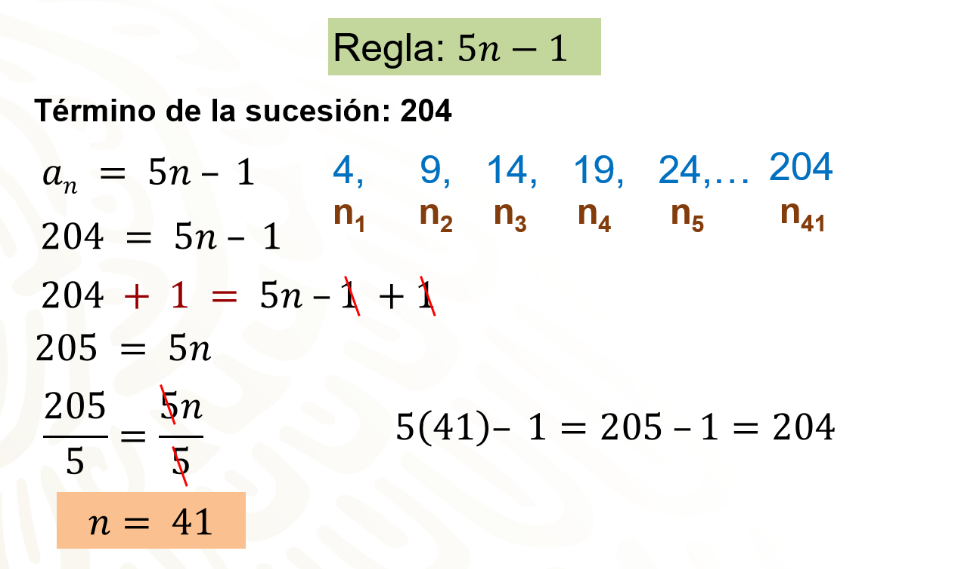 Regla: 5n − 1
Término de la sucesión: 204
aₙ = 5n – 1
4, 9, 14, 19, 24,… 204
n₁ n₂ n₃ n₄ n₅ n₄₁
204 = 5n – 1
204 + 1 = 5n – 1 + 1
205 = 5n
205/5 = 5n/5
5(41)– 1 = 205 – 1 = 204
n = 41